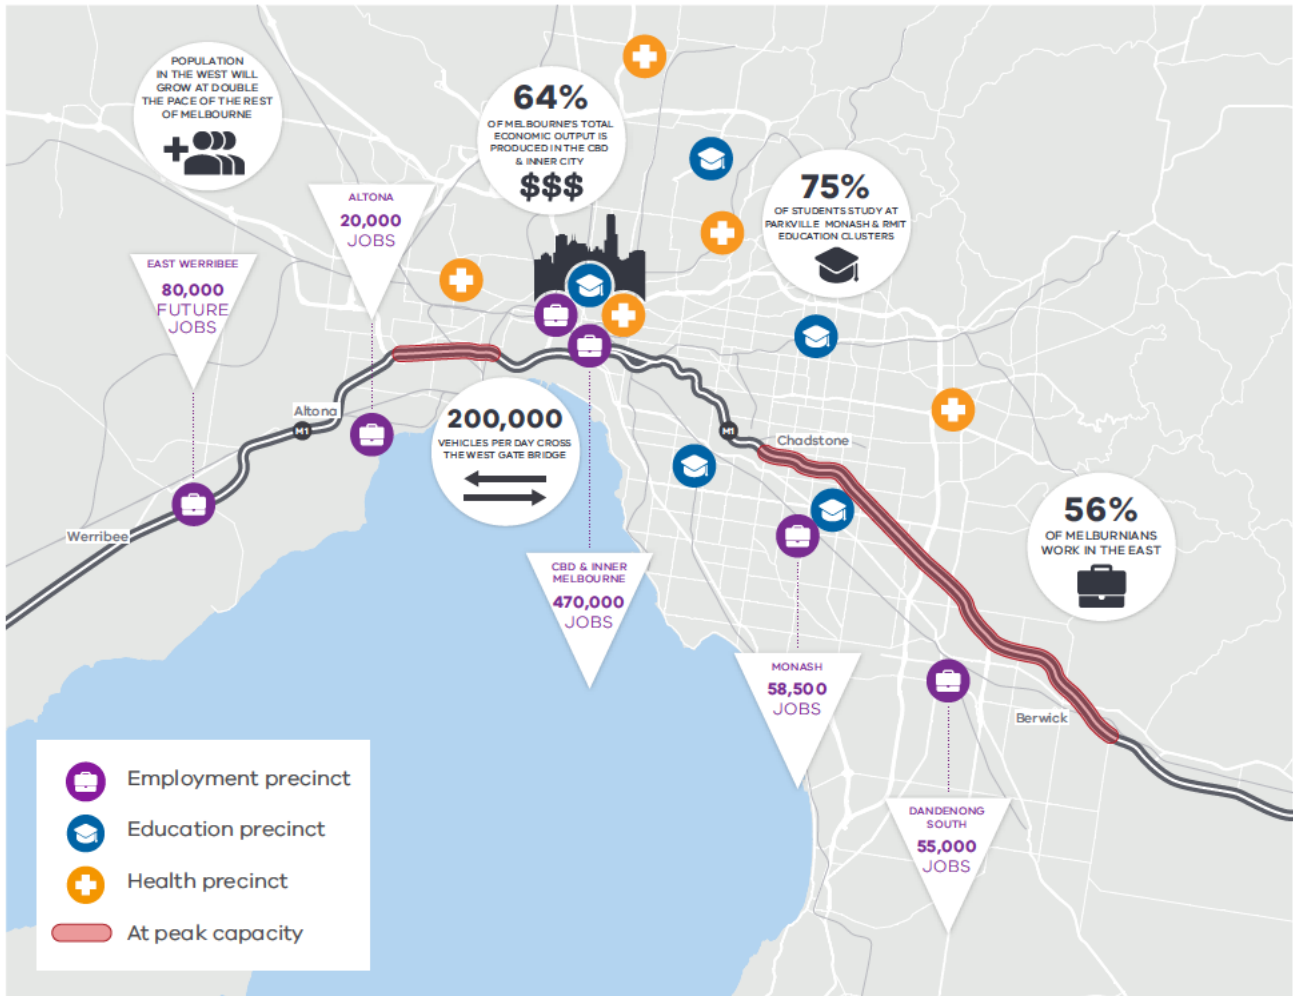 POPULATION
IN THE WEST WILL
GROW AT DOUBLE
THE PACE OF THE REST
OF MELBOURNE
64%
OF MELBOURNE'S TOTAL
ECONOMIC OUTPUT IS
PRODUCED IN THE CBD
& INNER CITY
$$$
75%
OF STUDENTS STUDY AT
PARKVILLE MONASH & RMIT
EDUCATION CLUSTERS
ALTONA
20,000
JOBS
EAST WERRIBEE
80,000
FUTURE
JOBS
Altona
M1
200,000
VEHICLES PER DAY CROSS
THE WEST GATE BRIDGE
M1
Chadstone
Werribee
56%
OF MELBURNIANS
WORK IN THE EAST
CBD & INNER
MELBOURNE
470,000
JOBS
MONASH
58,500
JOBS
Berwick
DANDENONG
SOUTH
55,000
JOBS
Employment precinct
Education precinct
Health precinct
At peak capacity